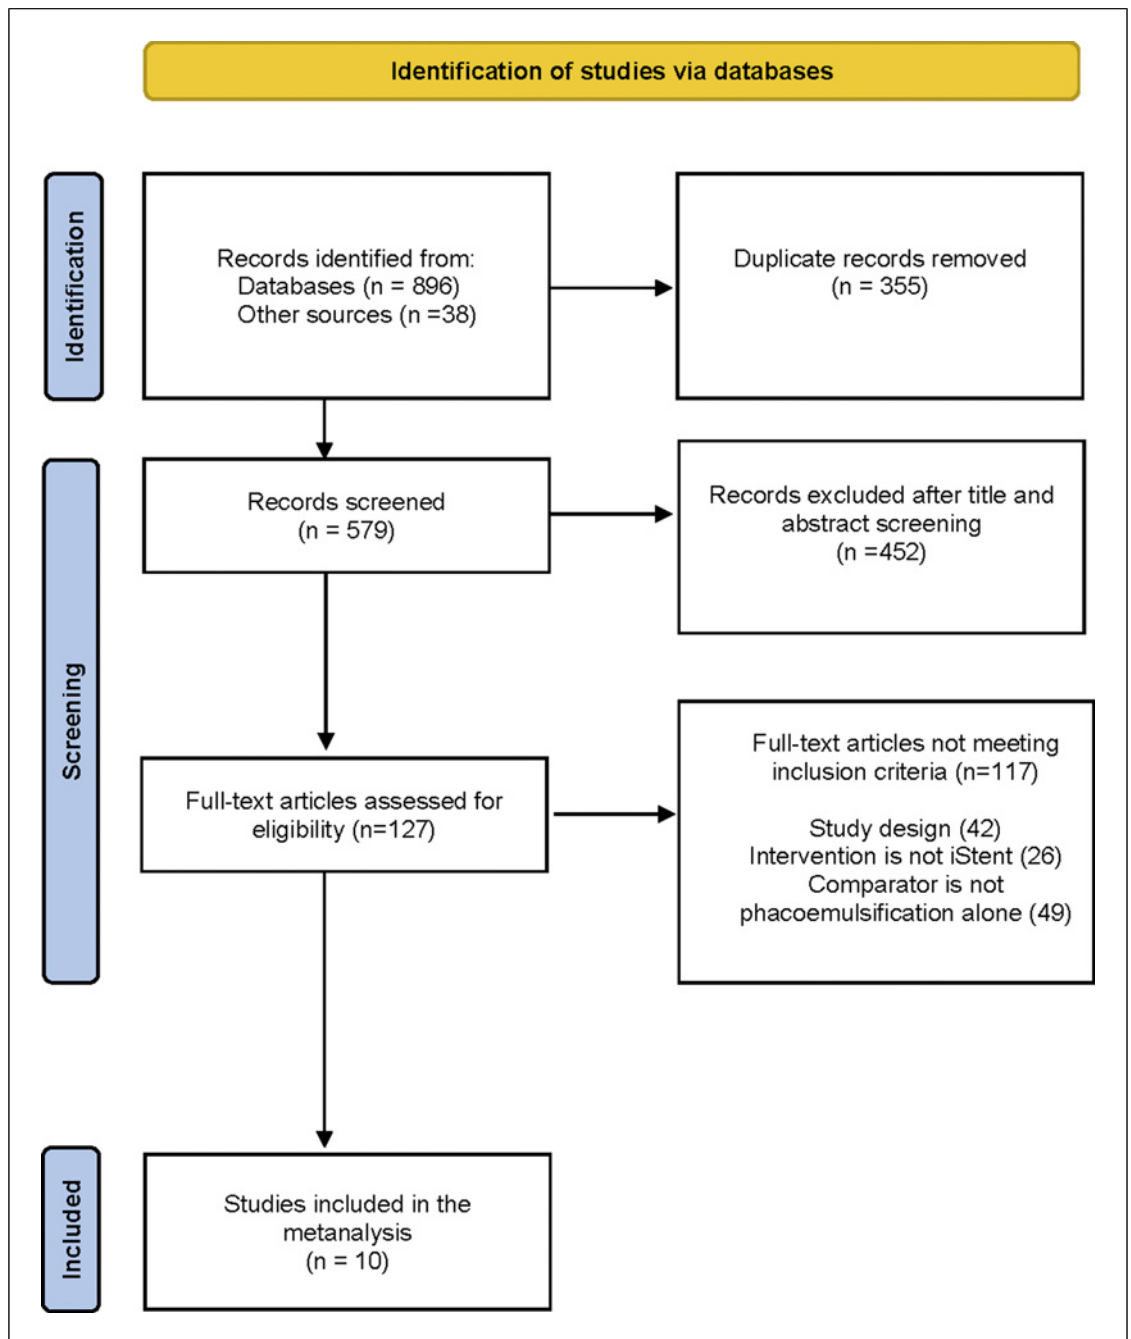 Identification of studies via databases
Identification
Records identified from:
Databases (n = 896)
Other sources (n =38)
Duplicate records removed
(n = 355)
Screening
Records screened
(n = 579)
Records excluded after title and
abstract screening
(n =452)
Full-text articles assessed for
eligibility (n=127)
Full-text articles not meeting
inclusion criteria (n=117)
Study design (42)
Intervention is not iStent (26)
Comparator is not
phacoemulsification alone (49)
Included
Studies included in the
metanalysis
(n = 10)